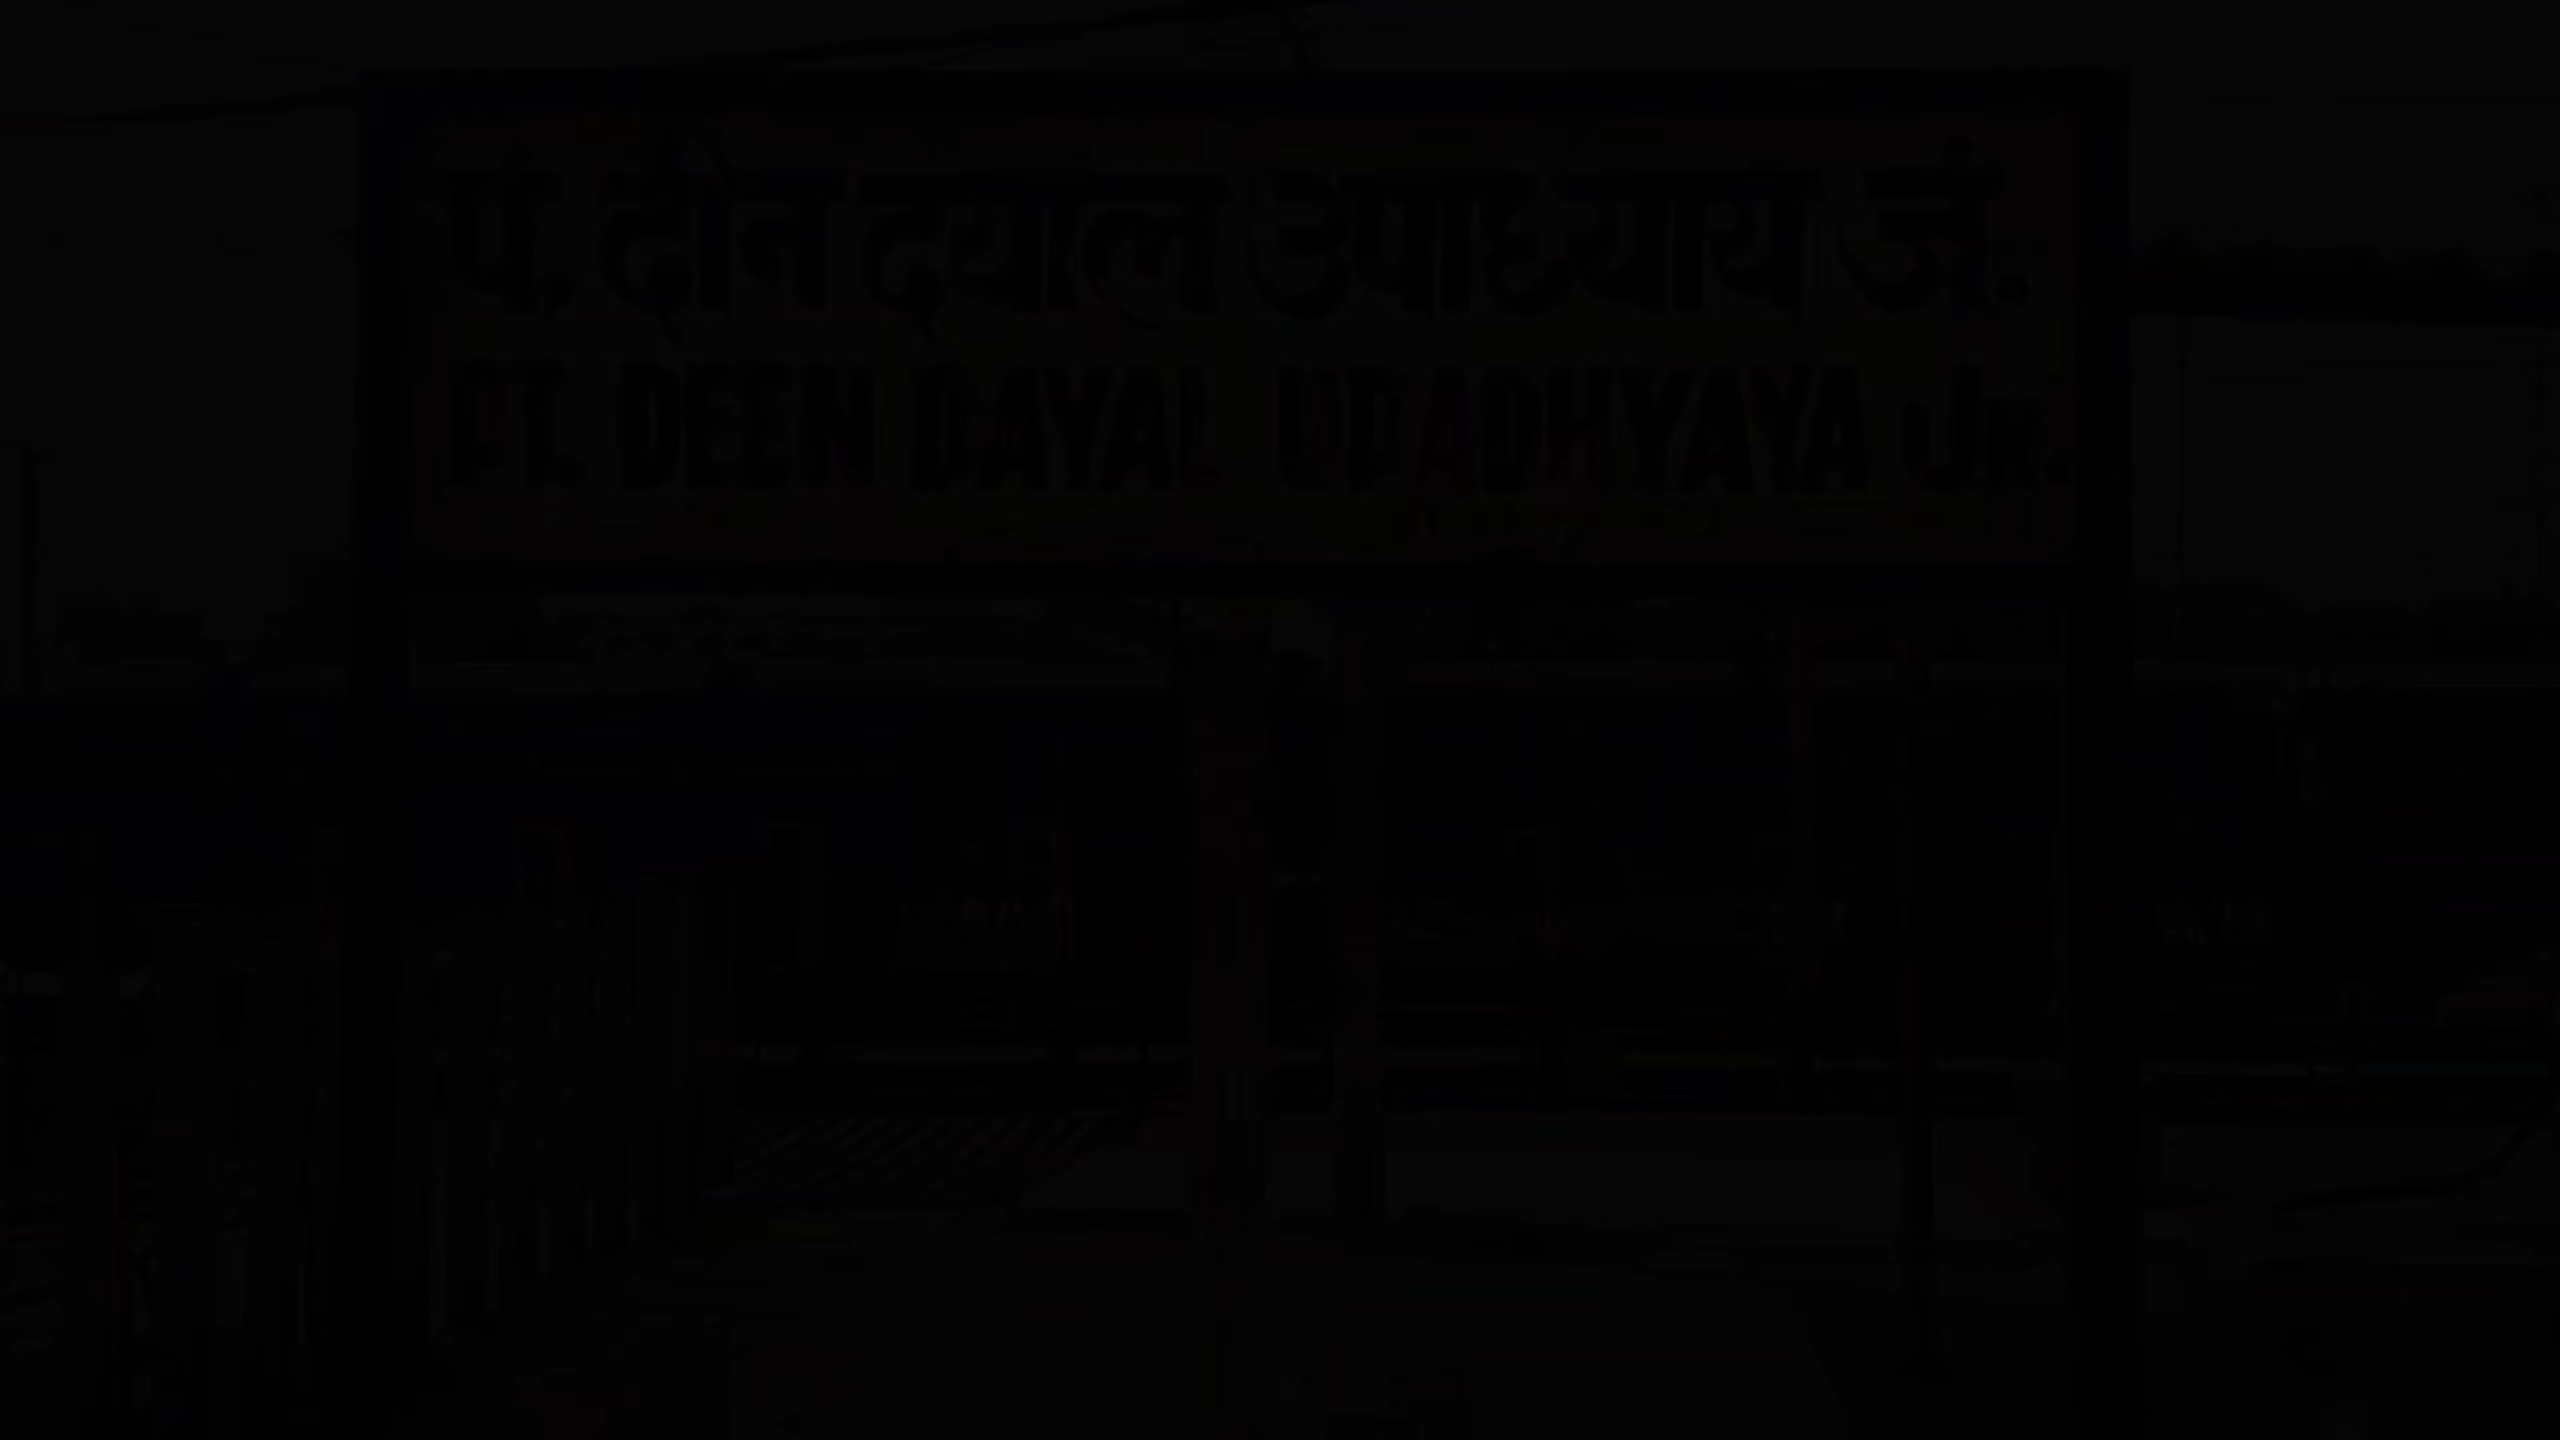 पं. दीन दयाल उपाध्याय जं.
PT. DEEN DAYAL UPADHYAYA Jn.